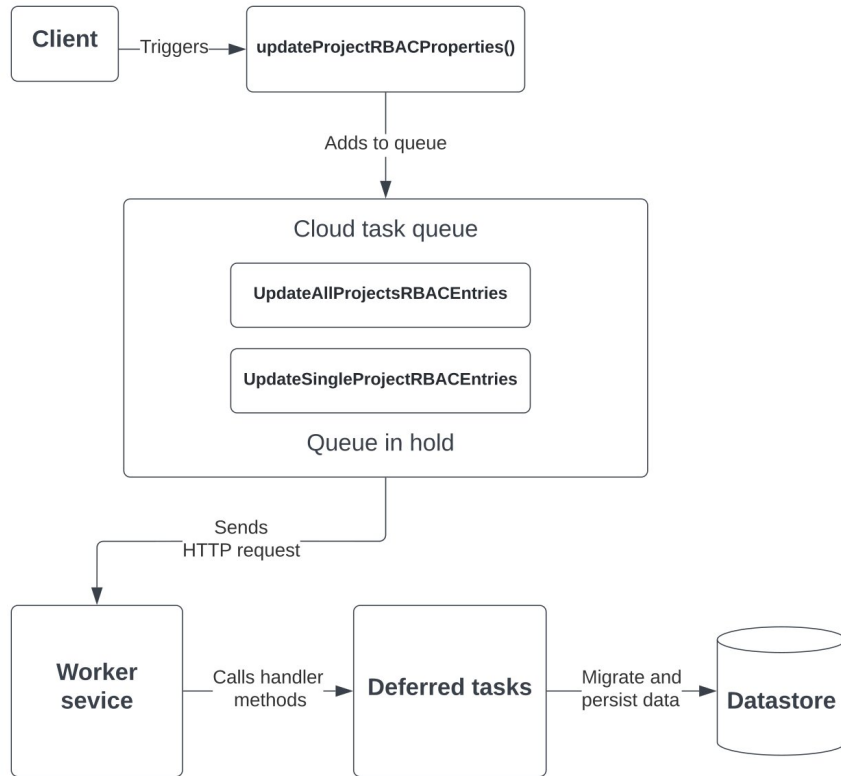 Client
Triggers
updateProjectRBACProperties()
Adds to queue
Cloud task queue
UpdateAllProjectsRBACEntries
UpdateSingleProjectRBACEntries
Queue in hold
Sends
HTTP request
Worker
sevice
Calls handler
methods
Deferred tasks
Migrate and
persist data
Datastore